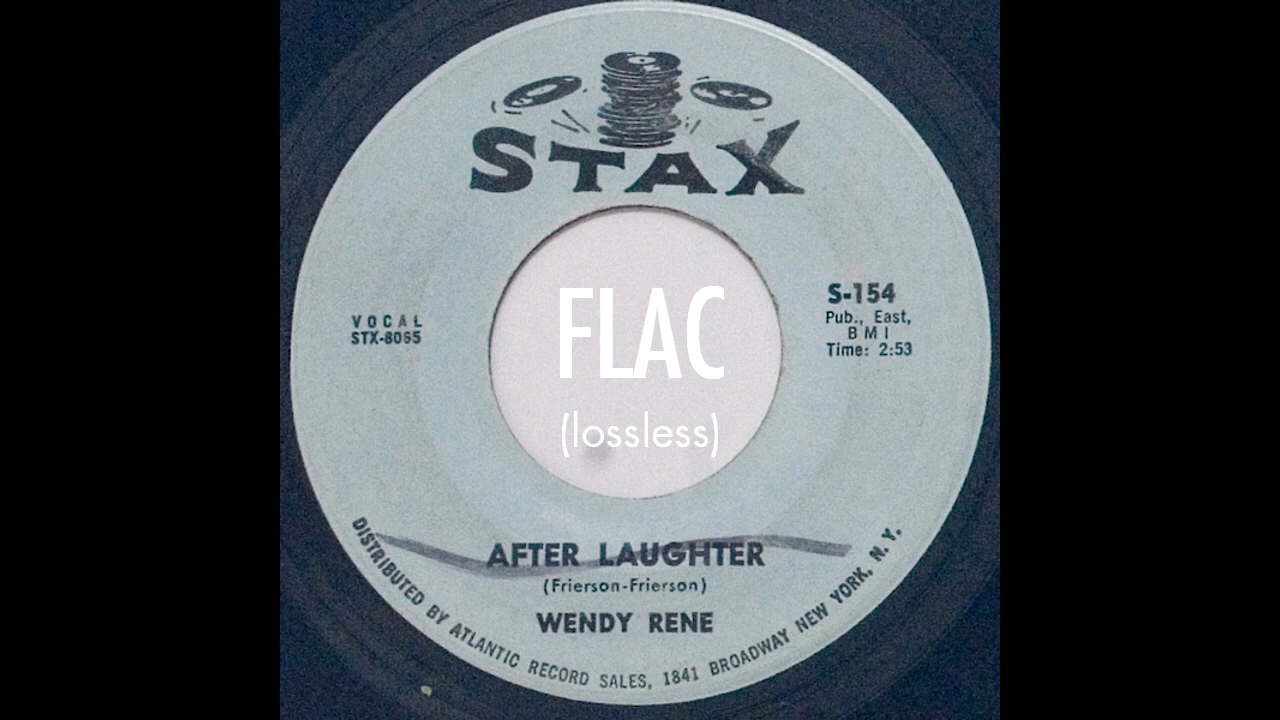 STAX
FLAC
(lossless)
VOCAL
STX-8065
S-154
Pub., East,
BMI
Time: 2:53
AFTER LAUGHTER
(Frierson-Frierson)
WENDY RENE
DISTRIBUTED BY ATLANTIC RECORD SALES, 1841 BROADWAY NEW YORK, N. Y.